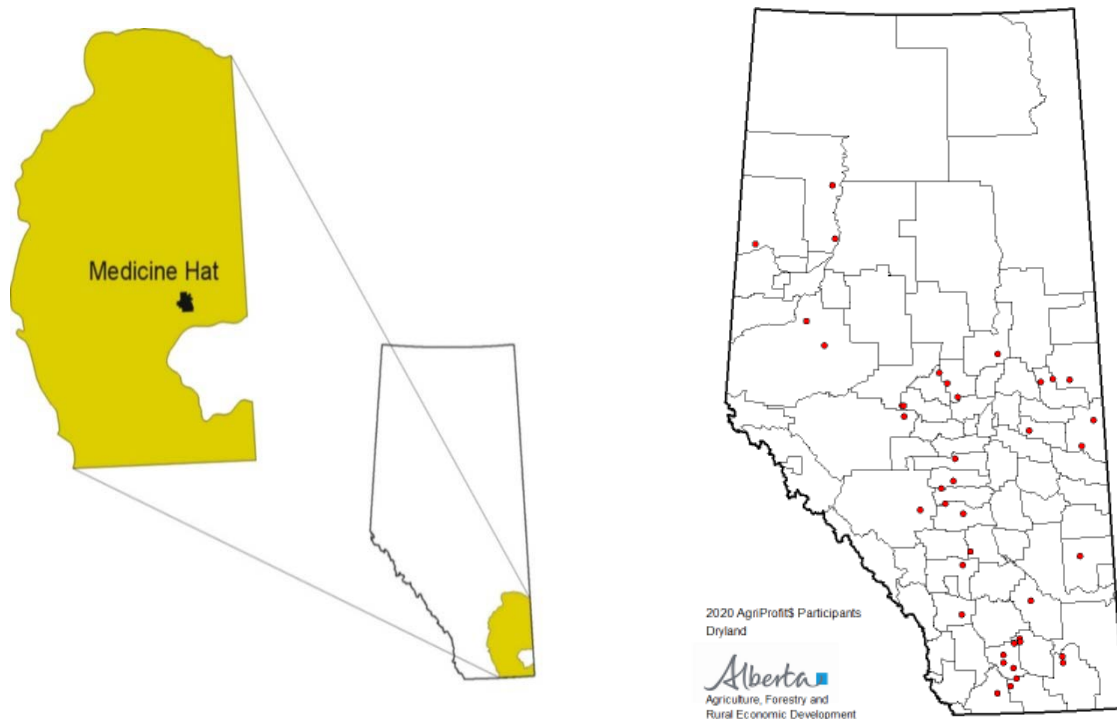 Medicine Hat
2020 AgriProfit$ Participants
Dryland
Alberta
Agriculture, Forestry and
Rural Economic Development